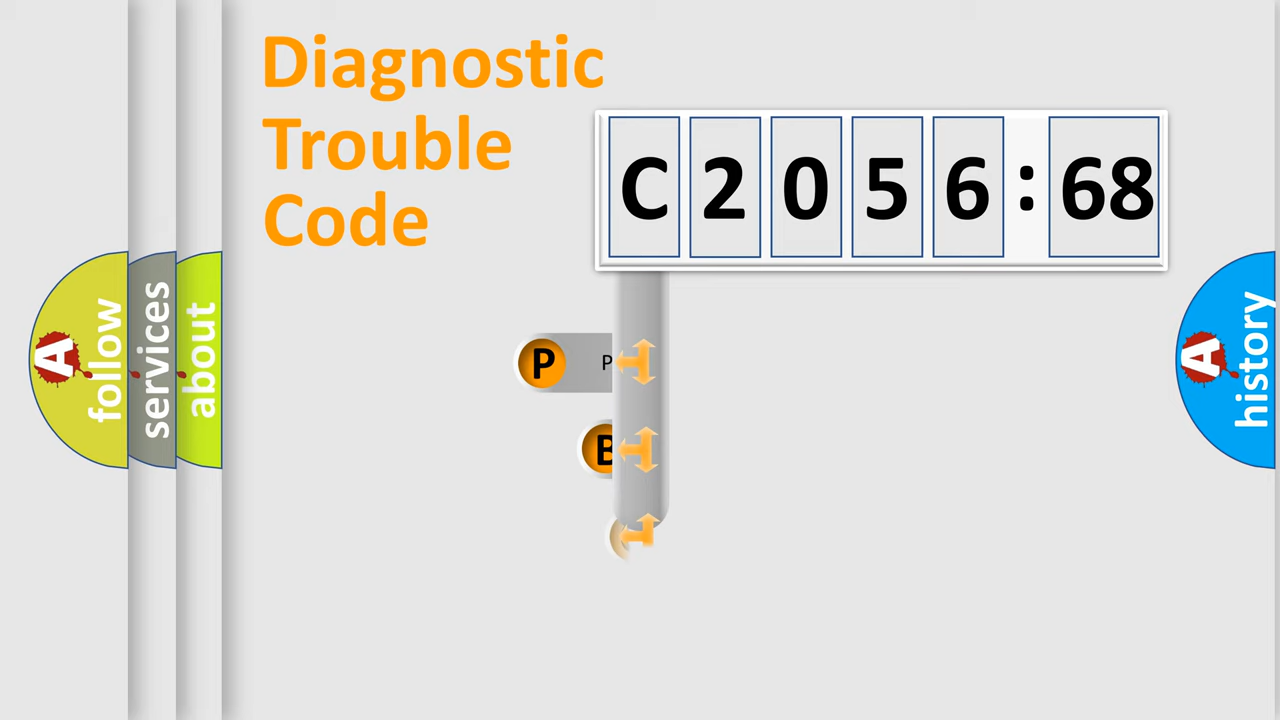 Diagnostic
Trouble
Code
C2056:68
P P
B
A follow
services
about
A history